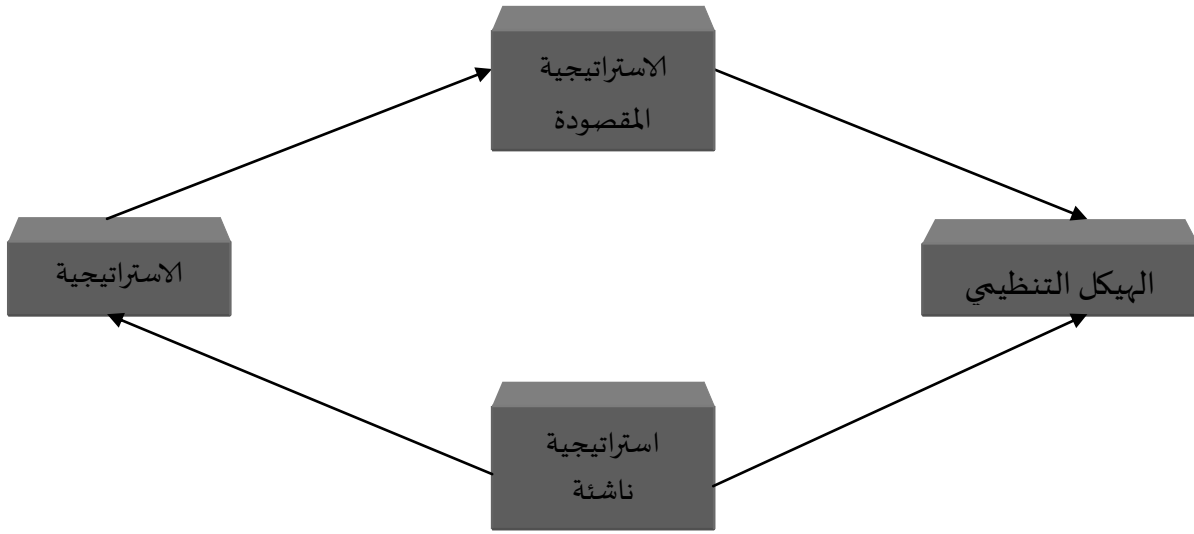 الاستراتيجية
المقصودة
الاستراتيجية
الهيكل التنظيمي
استراتيجية
ناشئة